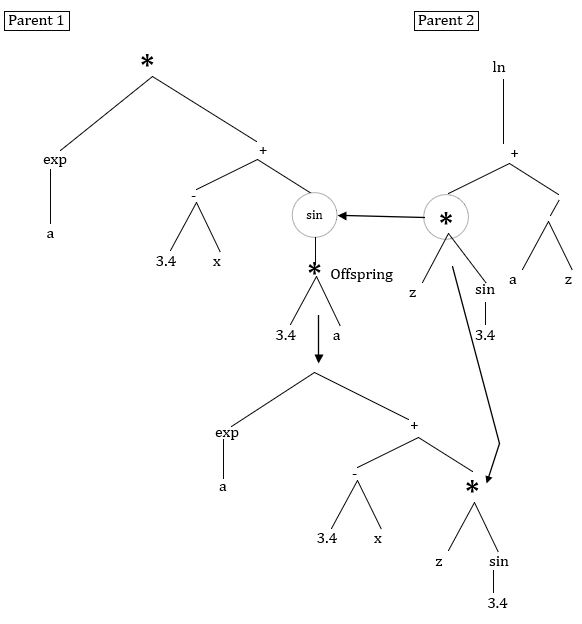 Parent 1 Parent 2
*
ln
exp + +
- sin * /
a
3.4 x
* Offspring
z sin a z
3.4 a 3.4
exp +
- *
a
3.4 x
z sin
3.4